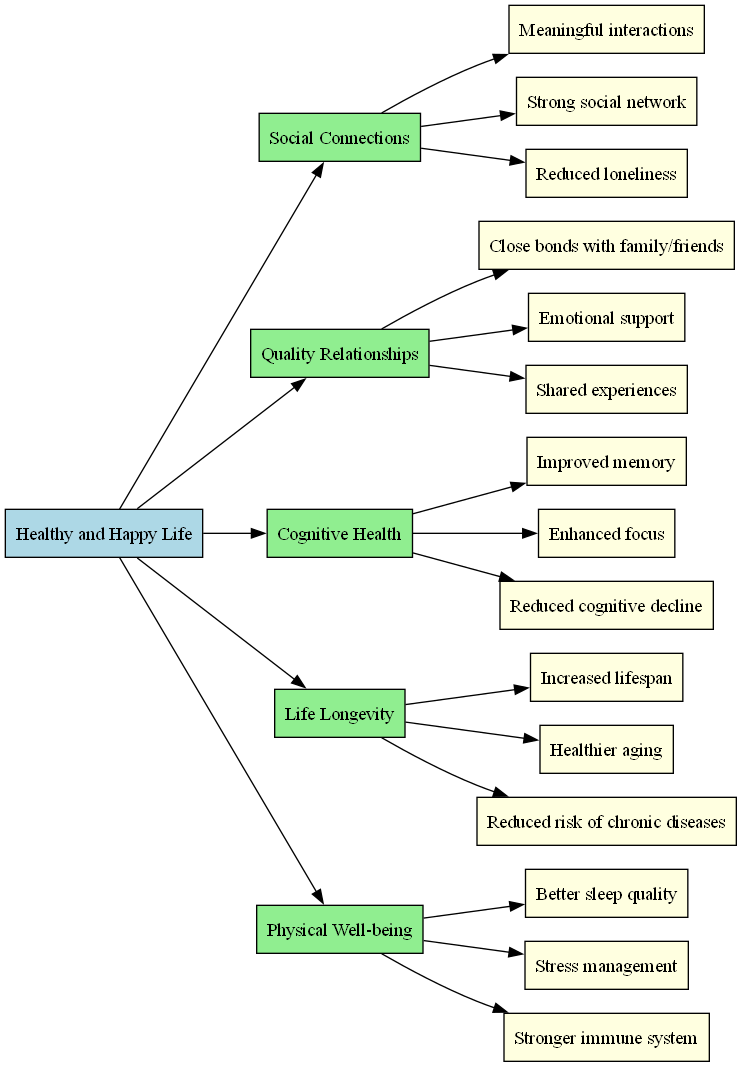 Healthy and Happy Life
Social Connections
Meaningful interactions
Strong social network
Reduced loneliness
Quality Relationships
Close bonds with family/friends
Emotional support
Shared experiences
Cognitive Health
Improved memory
Enhanced focus
Reduced cognitive decline
Life Longevity
Increased lifespan
Healthier aging
Reduced risk of chronic diseases
Physical Well-being
Better sleep quality
Stress management
Stronger immune system